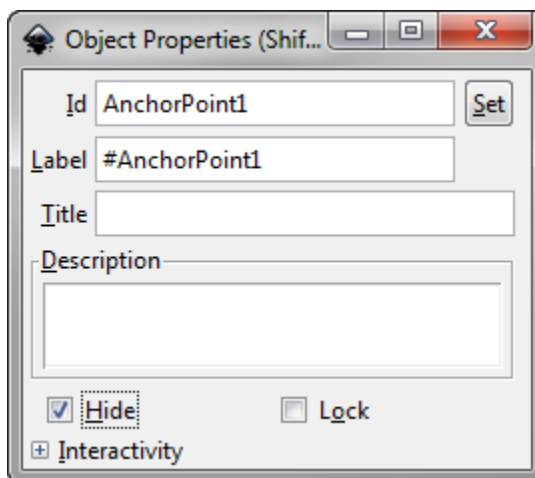 Object Properties (Shif...
Id AnchorPoint1 Set
Label #AnchorPoint1
Title
Description
Hide Lock
Interactivity